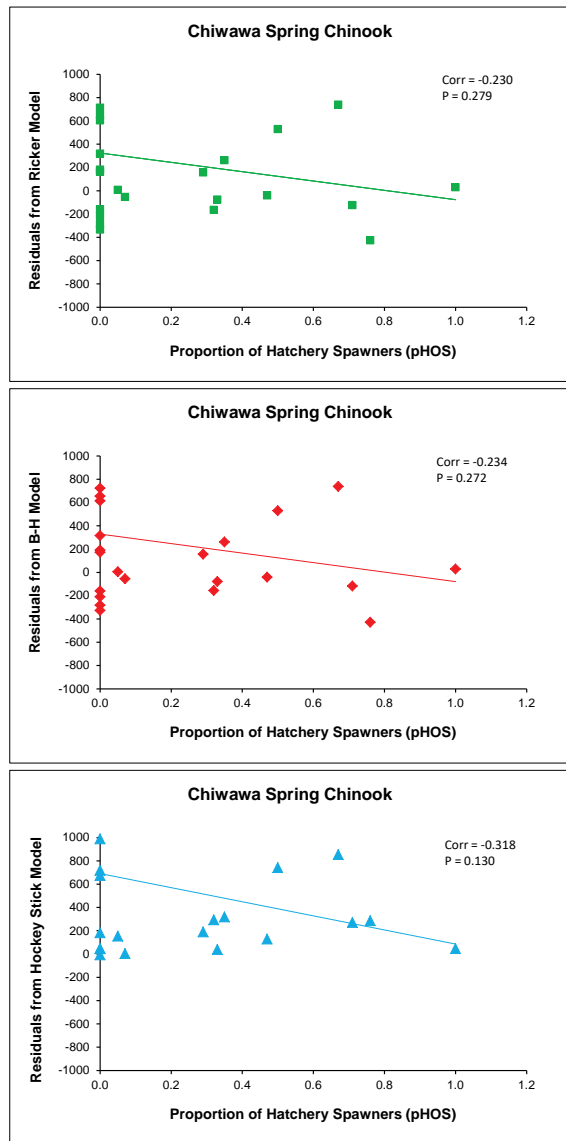 Chiwawa Spring Chinook
Corr = -0.230
P = 0.279
Residuals from Ricker Model
1000
800
600
400
200
0
-200
-400
-600
-800
-1000
0.0 0.2 0.4 0.6 0.8 1.0 1.2
Proportion of Hatchery Spawners (pHOS)
Chiwawa Spring Chinook
Corr = -0.234
P = 0.272
Residuals from B-H Model
1000
800
600
400
200
0
-200
-400
-600
-800
-1000
0.0 0.2 0.4 0.6 0.8 1.0 1.2
Proportion of Hatchery Spawners (pHOS)
Chiwawa Spring Chinook
Corr = -0.318
P = 0.130
Residuals from Hockey Stick Model
1000
800
600
400
200
0
-200
-400
-600
-800
-1000
0.0 0.2 0.4 0.6 0.8 1.0 1.2
Proportion of Hatchery Spawners (pHOS)